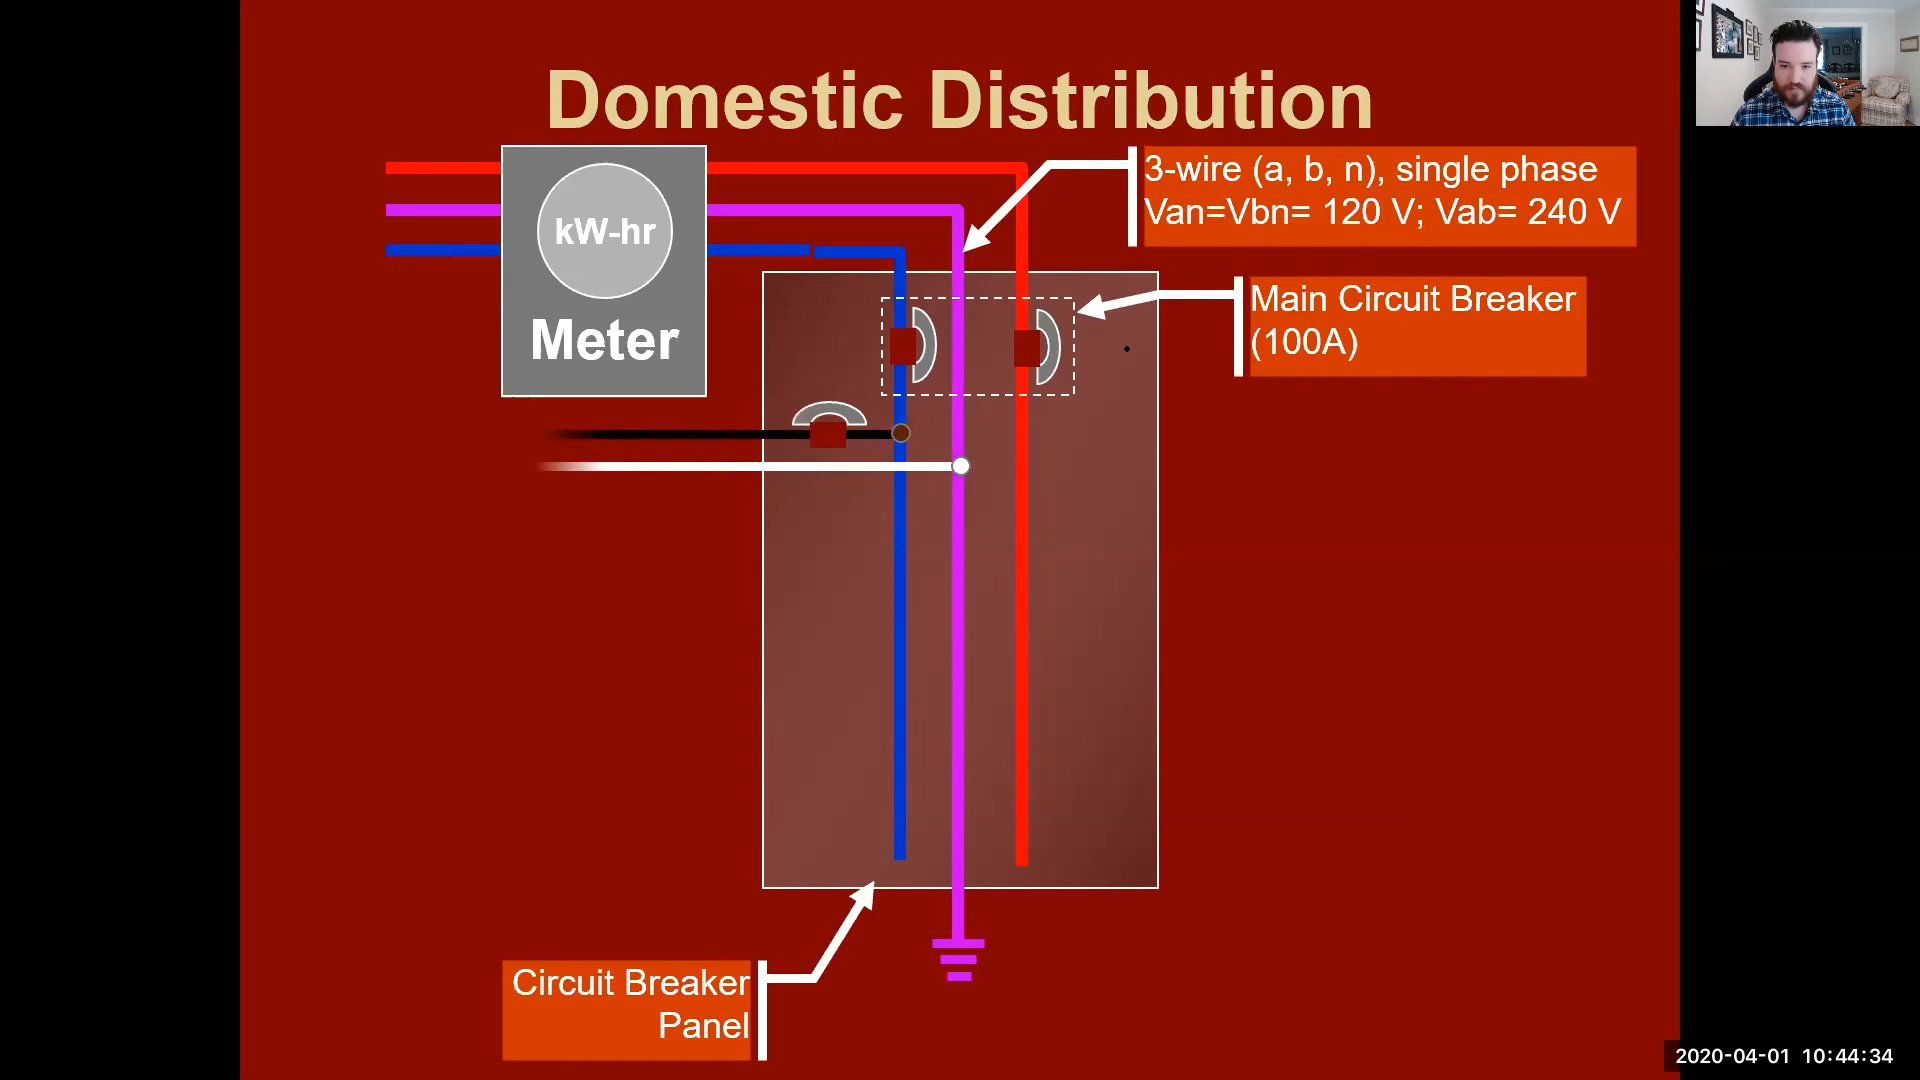 Domestic Distribution
kW-hr
Meter
3-wire (a, b, n), single phase
Van=Vbn= 120 V; Vab= 240 V
Main Circuit Breaker
(100A)
Circuit Breaker
Panel
2020-04-01 10:44:34